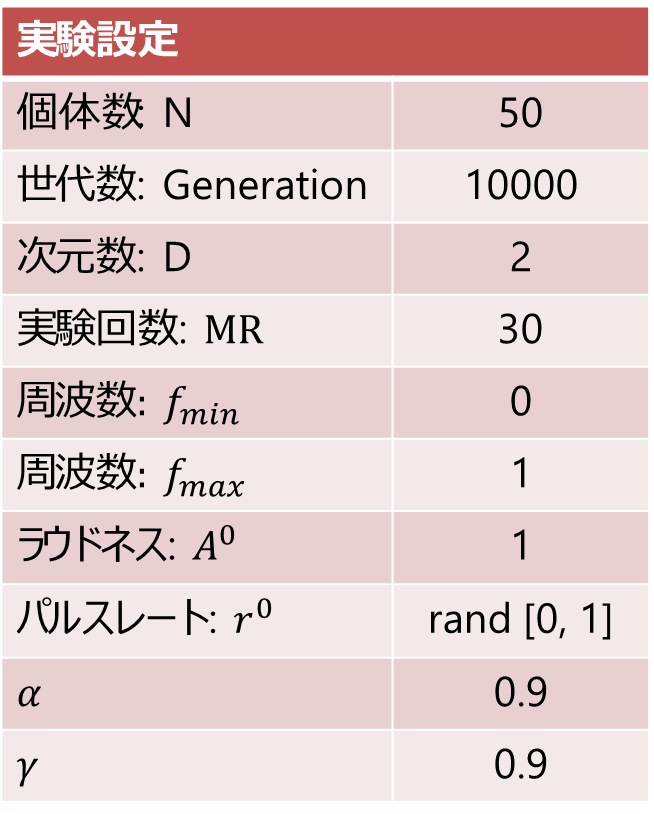 実験設定
個体数: N 50
世代数: Generation 10000
次元数: D 2
実験回数: MR 30
周波数: f_min 0
周波数: f_max 1
ラウドネス: A⁰ 1
パルスレート: r⁰ rand [0, 1]
α 0.9
γ 0.9